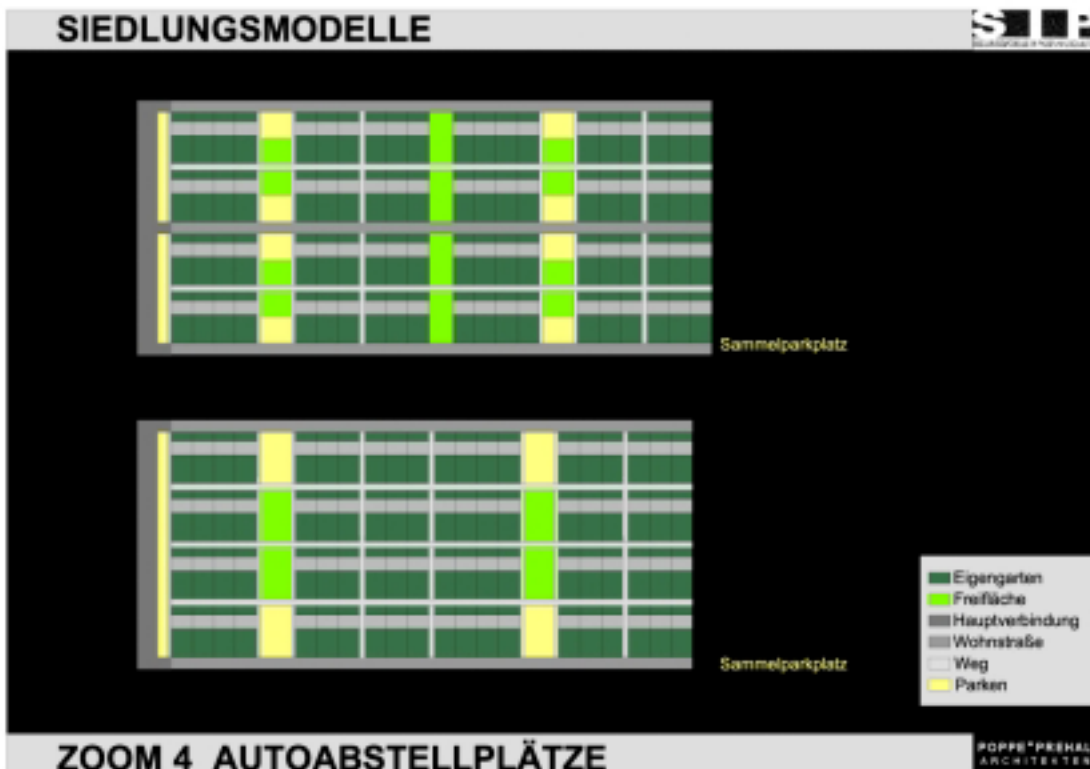 SIEDLUNGSMODELLE
Sammelparkplatz
Sammelparkplatz
Eigengarten
Freifläche
Hauptverbindung
Wohnstraße
Weg
Parken
ZOOM 4 AUTOABSTELLPLÄTZE
POPPE*PREHAL
ARCHITEKTEN